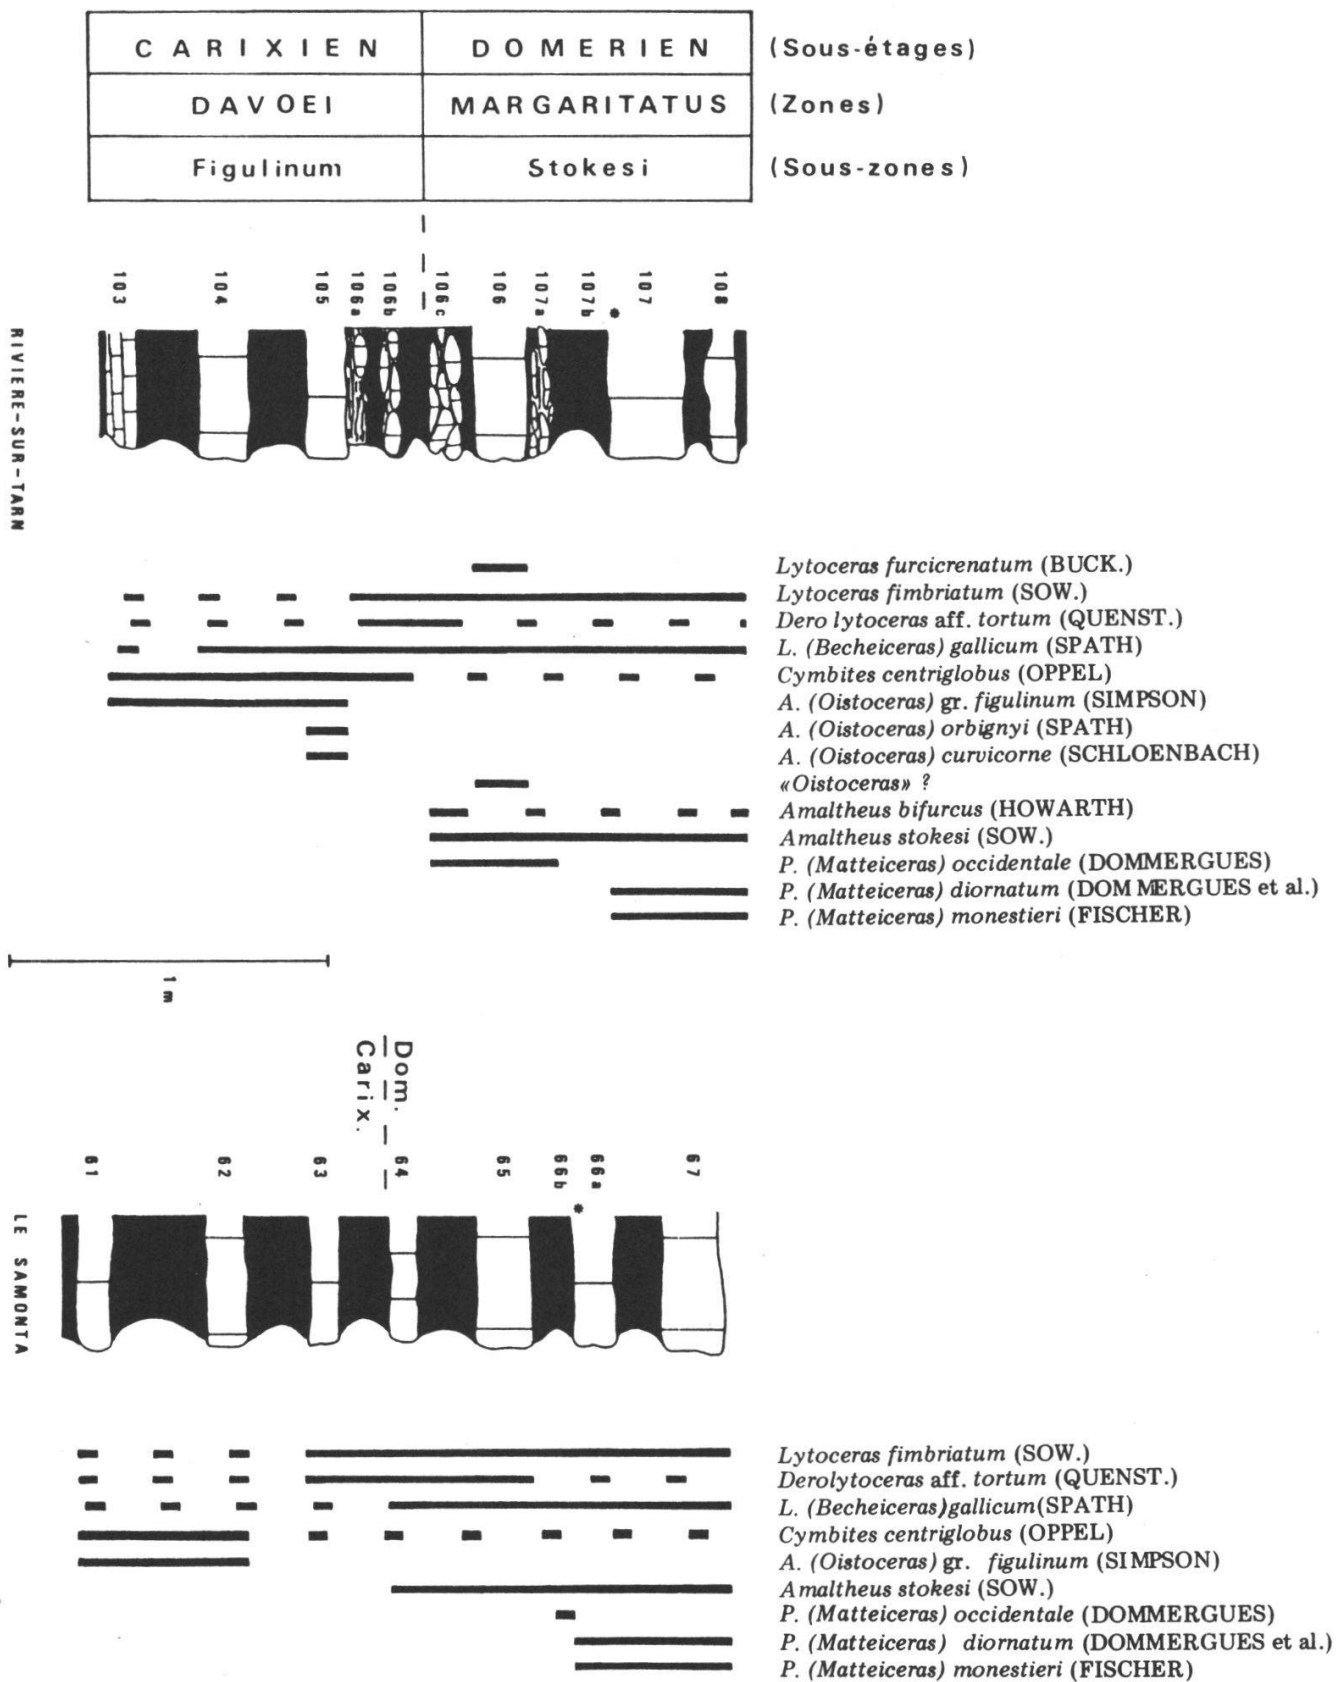 CARIXIEN DOMERIEN (Sous-étages)
DAVOEI MARGARITATUS (Zones)
Figulinum Stokesi (Sous-zones)
103 104 105 106a 106b 106c 106 107a 107b * 107 108
RIVIERE-SUR-TARN
Lytoceras furcicrenatum (BUCK.)
Lytoceras fimbriatum (SOW.)
Dero lytoceras aff. tortum (QUENST.)
L. (Becheiceras) gallicum (SPATH)
Cymbites centriglobus (OPPEL)
A. (Oistoceras) gr. figulinum (SIMPSON)
A. (Oistoceras) orbignyi (SPATH)
A. (Oistoceras) curvicorne (SCHLOENBACH)
«Oistoceras» ?
Amaltheus bifurcus (HOWARTH)
Amaltheus stokesi (SOW.)
P. (Matteiceras) occidentale (DOMMERGUES)
P. (Matteiceras) diornatum (DOM MERGUES et al.)
P. (Matteiceras) monestieri (FISCHER)
1 m
Dom.
Carix.
61 62 63 64 65 66b * 66a 67
LE SAMONTA
Lytoceras fimbriatum (SOW.)
Derolytoceras aff. tortum (QUENST.)
L. (Becheiceras)gallicum(SPATH)
Cymbites centriglobus (OPPEL)
A. (Oistoceras) gr. figulinum (SIMPSON)
Amaltheus stokesi (SOW.)
P. (Matteiceras) occidentale (DOMMERGUES)
P. (Matteiceras) diornatum (DOMMERGUES et al.)
P. (Matteiceras) monestieri (FISCHER)